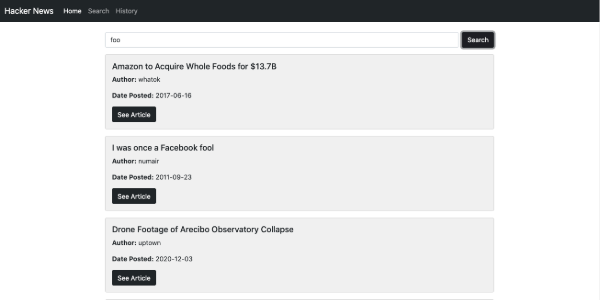 Hacker News Home Search History
foo Search
Amazon to Acquire Whole Foods for $13.7B
Author: whatok
Date Posted: 2017-06-16
See Article
I was once a Facebook fool
Author: numair
Date Posted: 2011-09-23
See Article
Drone Footage of Arecibo Observatory Collapse
Author: uptown
Date Posted: 2020-12-03
See Article